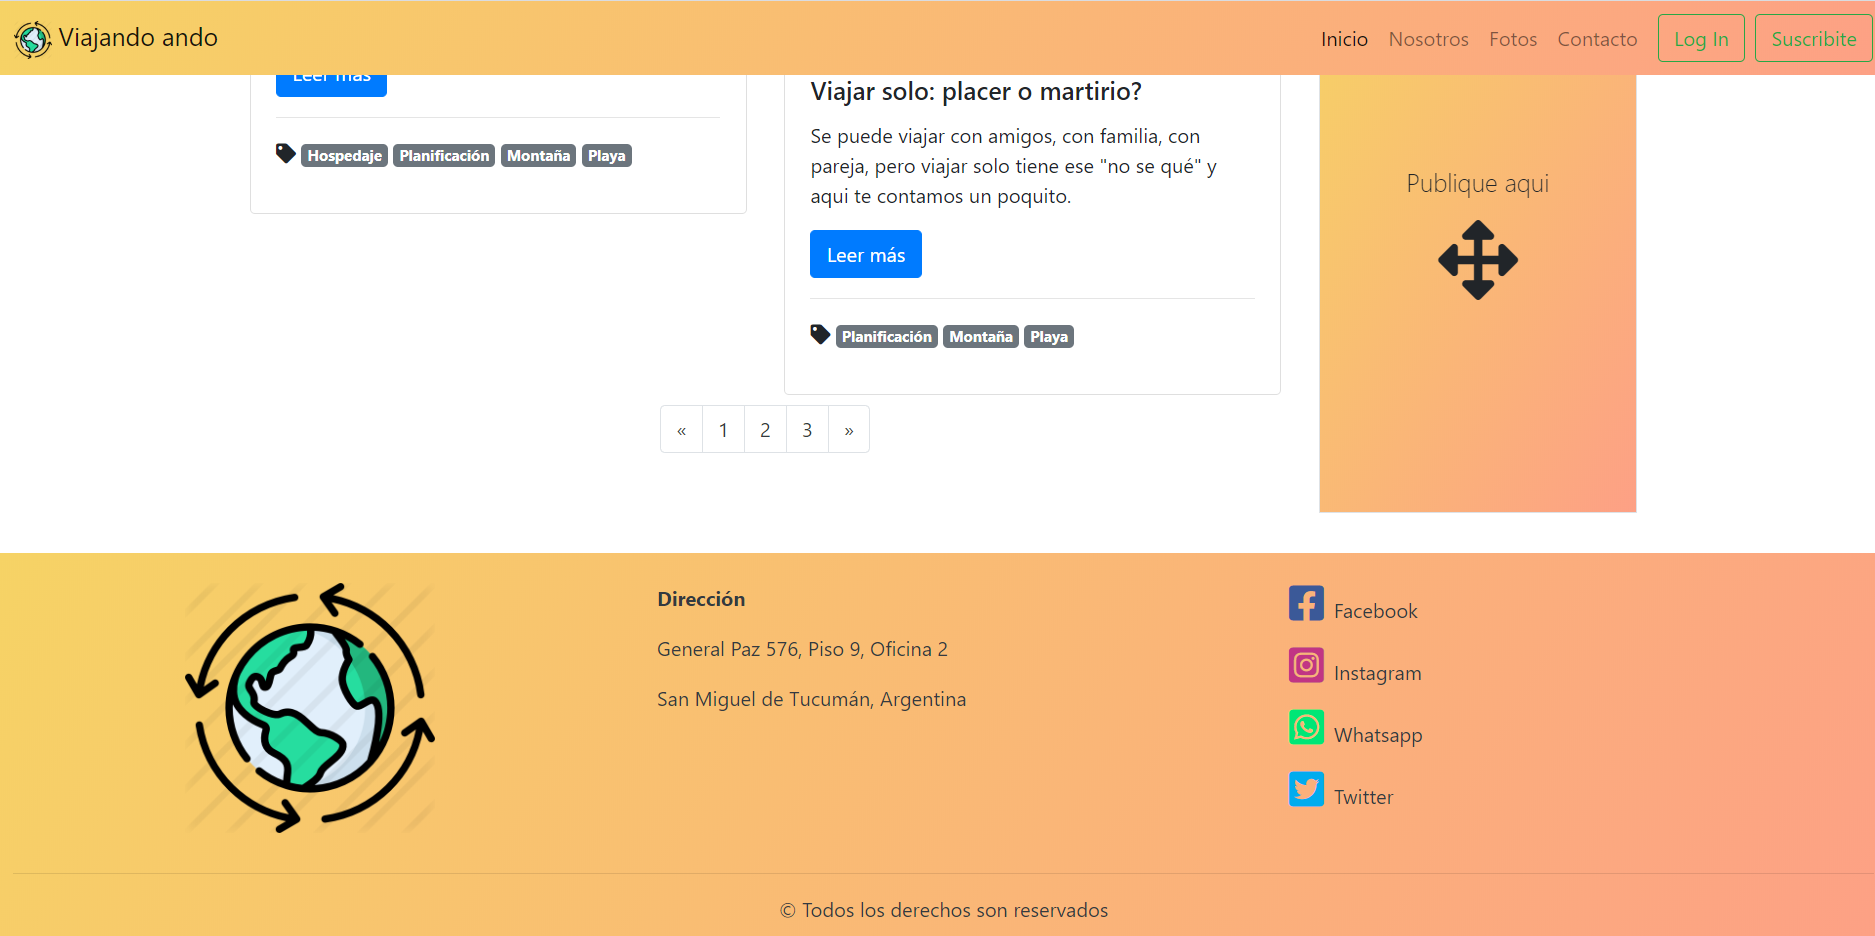 Viajando ando
Inicio Nosotros Fotos Contacto Log In Suscribite
Leer más
Hospedaje Planificación Montaña Playa
Viajar solo: placer o martirio?
Se puede viajar con amigos, con familia, con
pareja, pero viajar solo tiene ese "no se qué" y
aqui te contamos un poquito.
Leer más
Planificación Montaña Playa
Publique aqui
« 1 2 3 »
Dirección
General Paz 576, Piso 9, Oficina 2
San Miguel de Tucumán, Argentina
Facebook
Instagram
Whatsapp
Twitter
© Todos los derechos son reservados